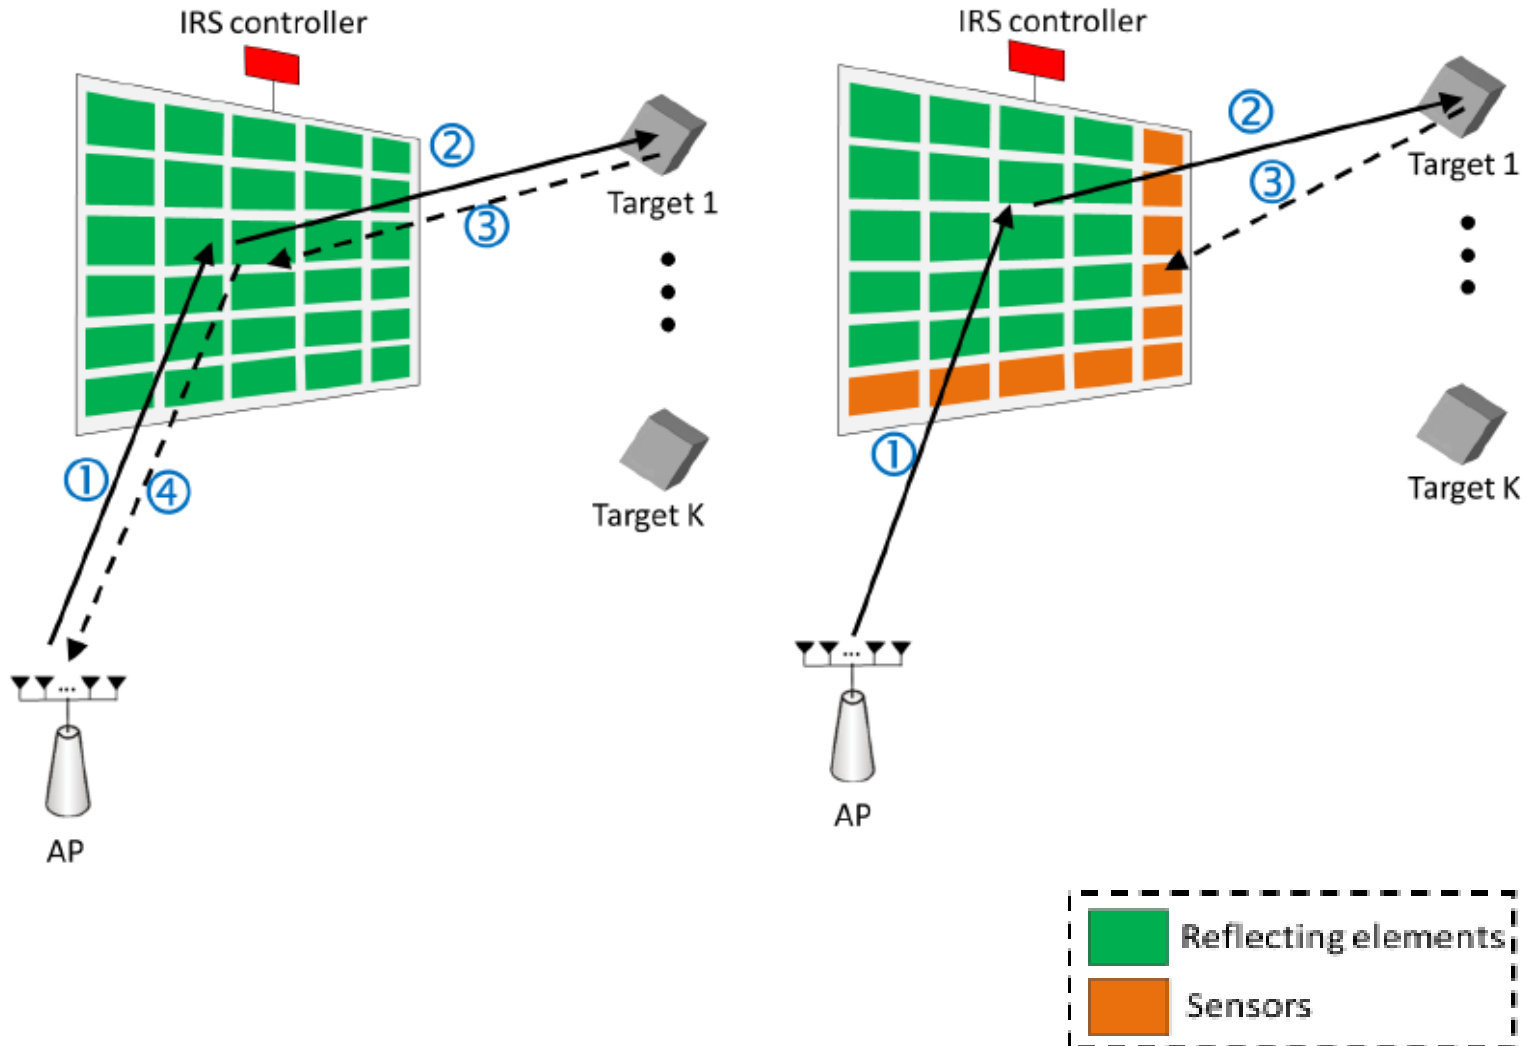 IRS controller
②
③
Target 1
Target K
①
④
...
AP
IRS controller
②
③
Target 1
Target K
①
...
AP
Reflecting elements
Sensors